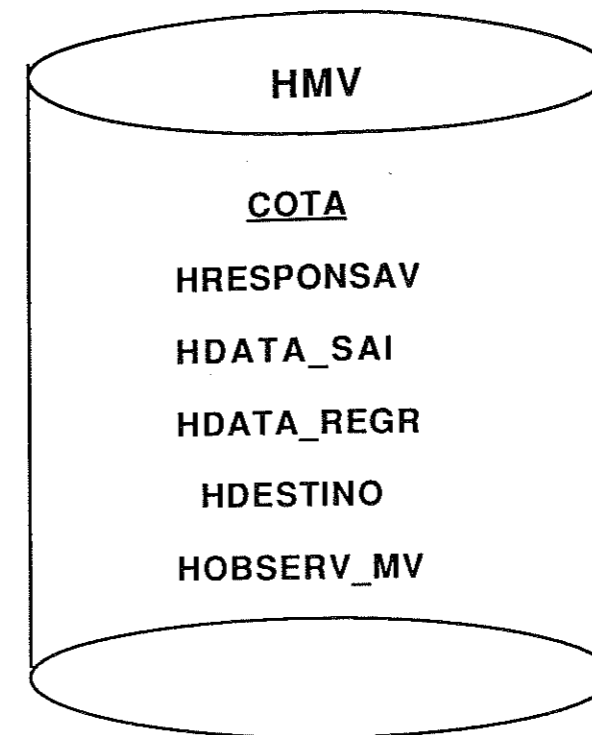 HMV
COTA
HRESPONSAV
HDATA_SAI
HDATA_REGR
HDESTINO
HOBSERV_MV